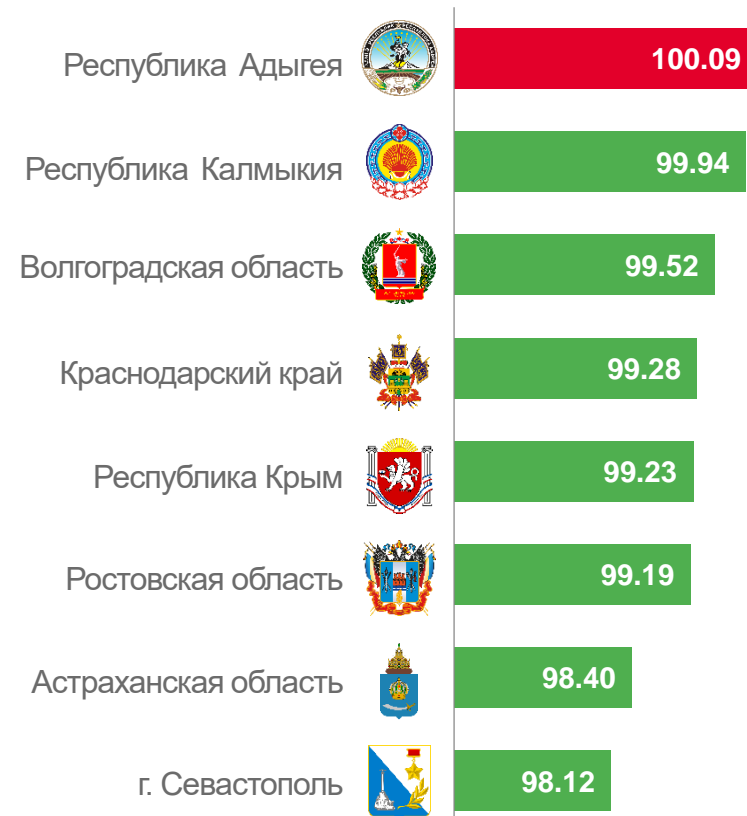 Республика Адыгея 100.09
Республика Калмыкия 99.94
Волгоградская область 99.52
Краснодарский край 99.28
Республика Крым 99.23
Ростовская область 99.19
Астраханская область 98.40
г. Севастополь 98.12